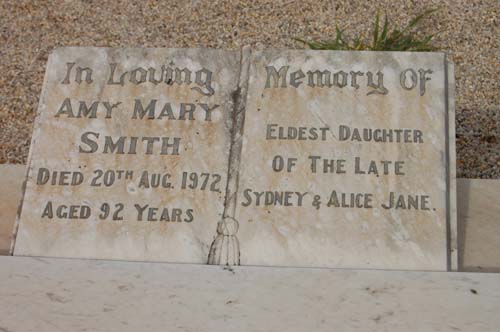 In Loving Memory Of
Amy Mary
Smith
Died 20th Aug. 1972
Aged 92 Years
Eldest Daughter
of The Late
Sydney & Alice Jane.